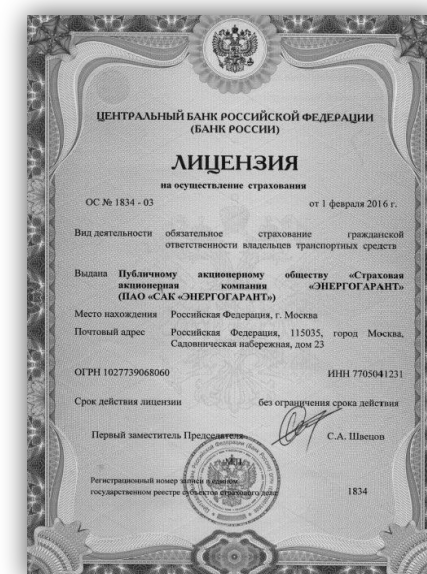 ЦЕНТРАЛЬНЫЙ БАНК РОССИЙСКОЙ ФЕДЕРАЦИИ
(БАНК РОССИИ)
ЛИЦЕНЗИЯ
на осуществление страхования
ОС № 1834 - 03 от 1 февраля 2016 г.
Вид деятельности обязательное страхование гражданской
ответственности владельцев транспортных средств
Выдана Публичному акционерному обществу «Страховая
акционерная компания «ЭНЕРГОГАРАНТ»
(ПАО «САК «ЭНЕРГОГАРАНТ»)
Место нахождения Российская Федерация, г. Москва
Почтовый адрес Российская Федерация, 115035, город Москва,
Садовническая набережная, дом 23
ОГРН 1027739068060 ИНН 7705041231
Срок действия лицензии без ограничения срока действия
Первый заместитель Председателя С.А. Швецов
Регистрационный номер записи в едином
государственном реестре субъектов страхового дела 1834